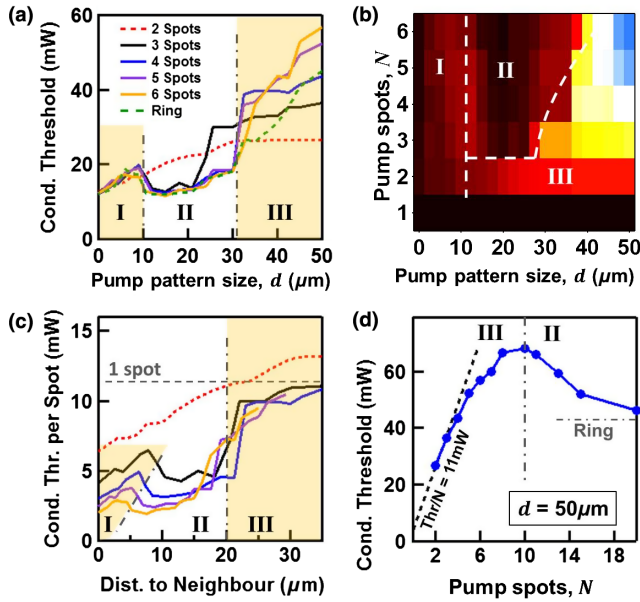 (a)
60
40
20
0
Cond. Threshold (mW)
2 Spots
3 Spots
4 Spots
5 Spots
6 Spots
Ring
I
II
III
0 10 20 30 40 50
Pump pattern size, d (μm)
(b)
6
5
4
3
2
1
Pump spots, N
I
II
III
0 10 20 30 40 50
Pump pattern size, d (μm)
(c)
15
10
5
0
Cond. Thr. per Spot (mW)
1 spot
I
II
III
0 10 20 30
Dist. to Neighbour (μm)
(d)
80
60
40
20
0
Cond. Threshold (mW)
III
II
Ring
Thr/N = 11mW
d = 50μm
2 6 10 14 18
Pump spots, N